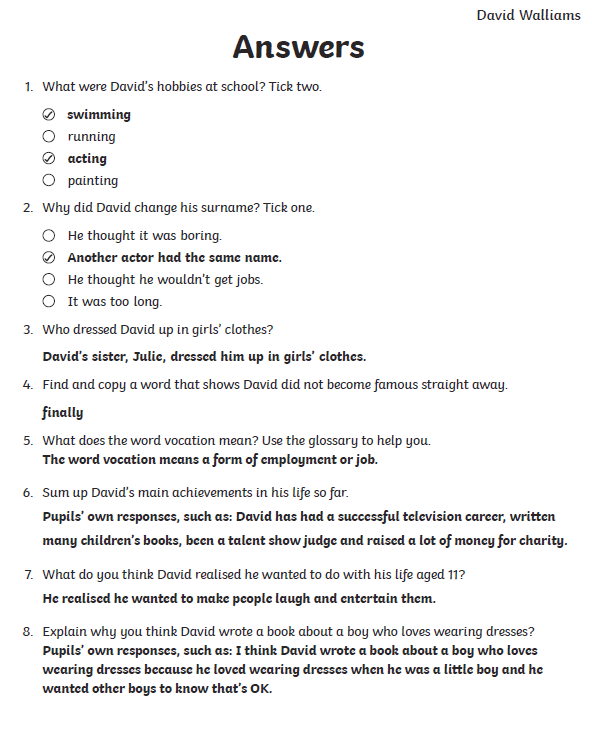 David Walliams
Answers
1. What were David's hobbies at school? Tick two.
swimming
running
acting
painting
2. Why did David change his surname? Tick one.
He thought it was boring.
Another actor had the same name.
He thought he wouldn't get jobs.
It was too long.
3. Who dressed David up in girls' clothes?
David's sister, Julie, dressed him up in girls' clothes.
4. Find and copy a word that shows David did not become famous straight away.
finally
5. What does the word vocation mean? Use the glossary to help you.
The word vocation means a form of employment or job.
6. Sum up David's main achievements in his life so far.
Pupils' own responses, such as: David has had a successful television career, written
many children's books, been a talent show judge and raised a lot of money for charity.
7. What do you think David realised he wanted to do with his life aged 11?
He realised he wanted to make people laugh and entertain them.
8. Explain why you think David wrote a book about a boy who loves wearing dresses?
Pupils' own responses, such as: I think David wrote a book about a boy who loves
wearing dresses because he loved wearing dresses when he was a little boy and he
wanted other boys to know that's OK.